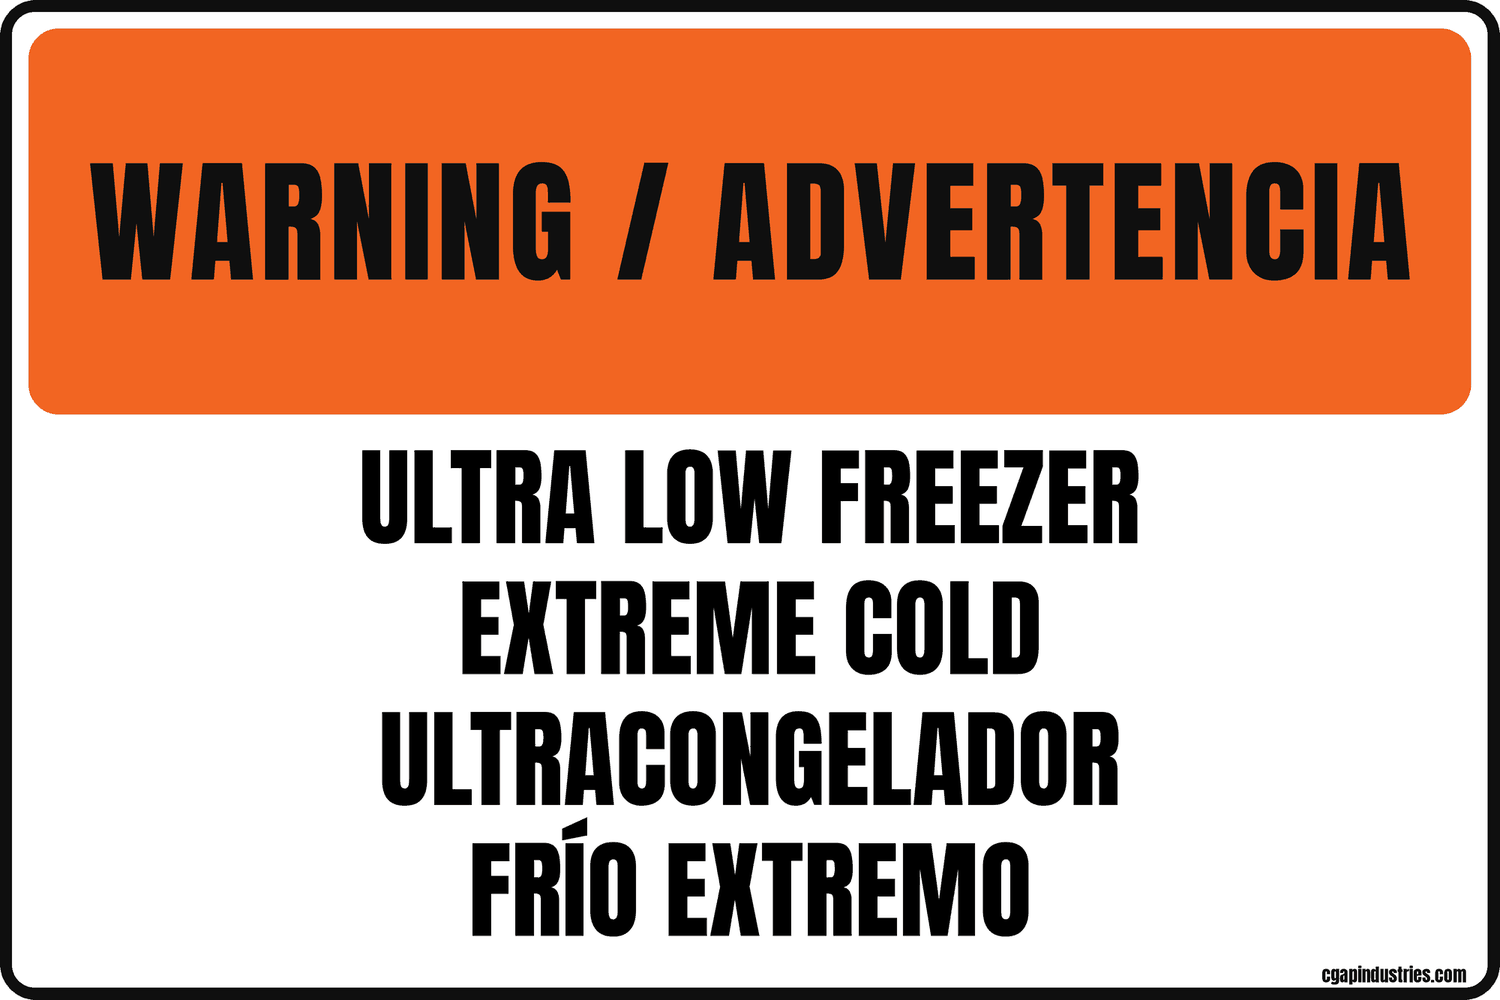 WARNING / ADVERTENCIA
ULTRA LOW FREEZER
EXTREME COLD
ULTRACONGELADOR
FRÍO EXTREMO
cgapindustries.com